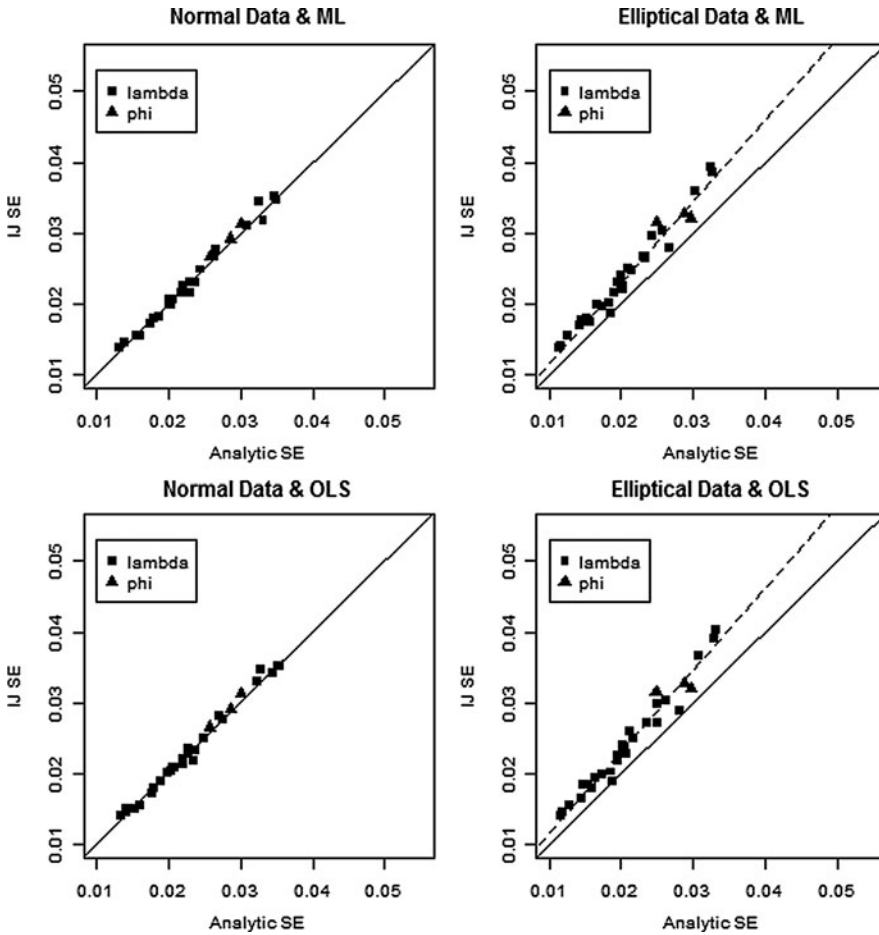 Normal Data & ML
IJ SE
0.01 0.02 0.03 0.04 0.05
lambda
phi
0.01 0.02 0.03 0.04 0.05
Analytic SE
Elliptical Data & ML
IJ SE
0.01 0.02 0.03 0.04 0.05
lambda
phi
0.01 0.02 0.03 0.04 0.05
Analytic SE
Normal Data & OLS
IJ SE
0.01 0.02 0.03 0.04 0.05
lambda
phi
0.01 0.02 0.03 0.04 0.05
Analytic SE
Elliptical Data & OLS
IJ SE
0.01 0.02 0.03 0.04 0.05
lambda
phi
0.01 0.02 0.03 0.04 0.05
Analytic SE